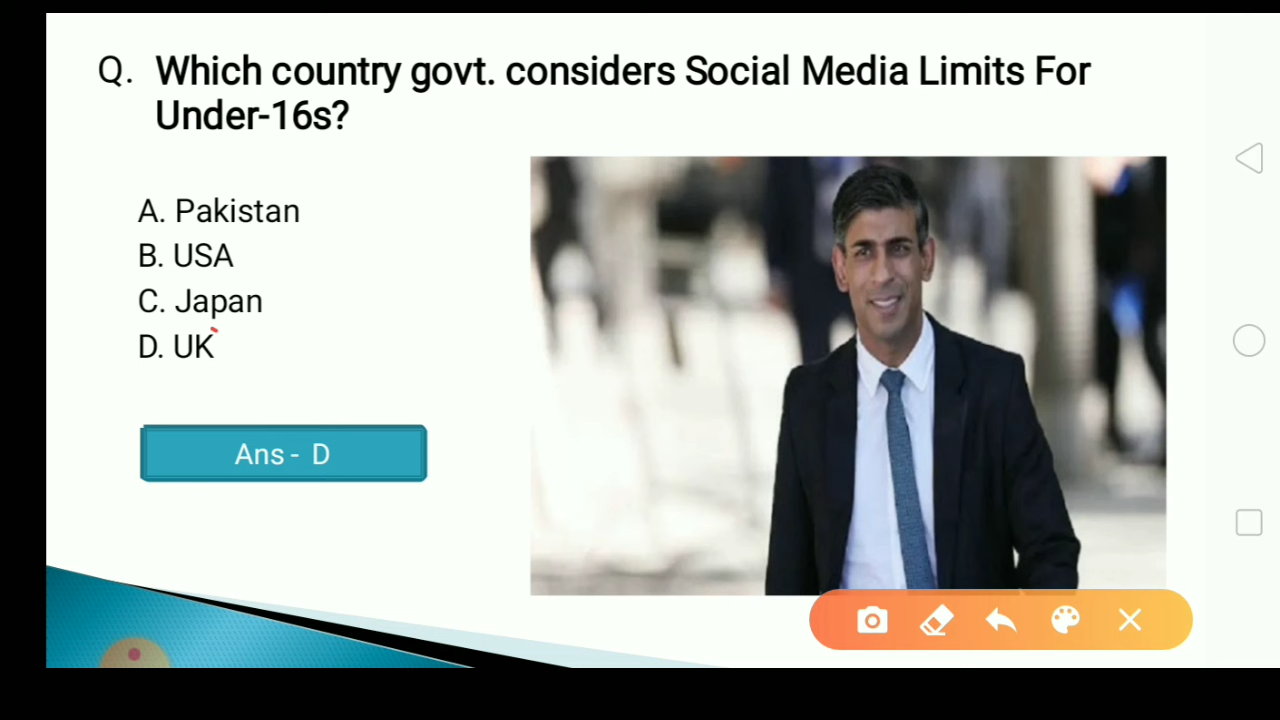 Q. Which country govt. considers Social Media Limits For
Under-16s?
A. Pakistan
B. USA
C. Japan
D. UK
Ans - D